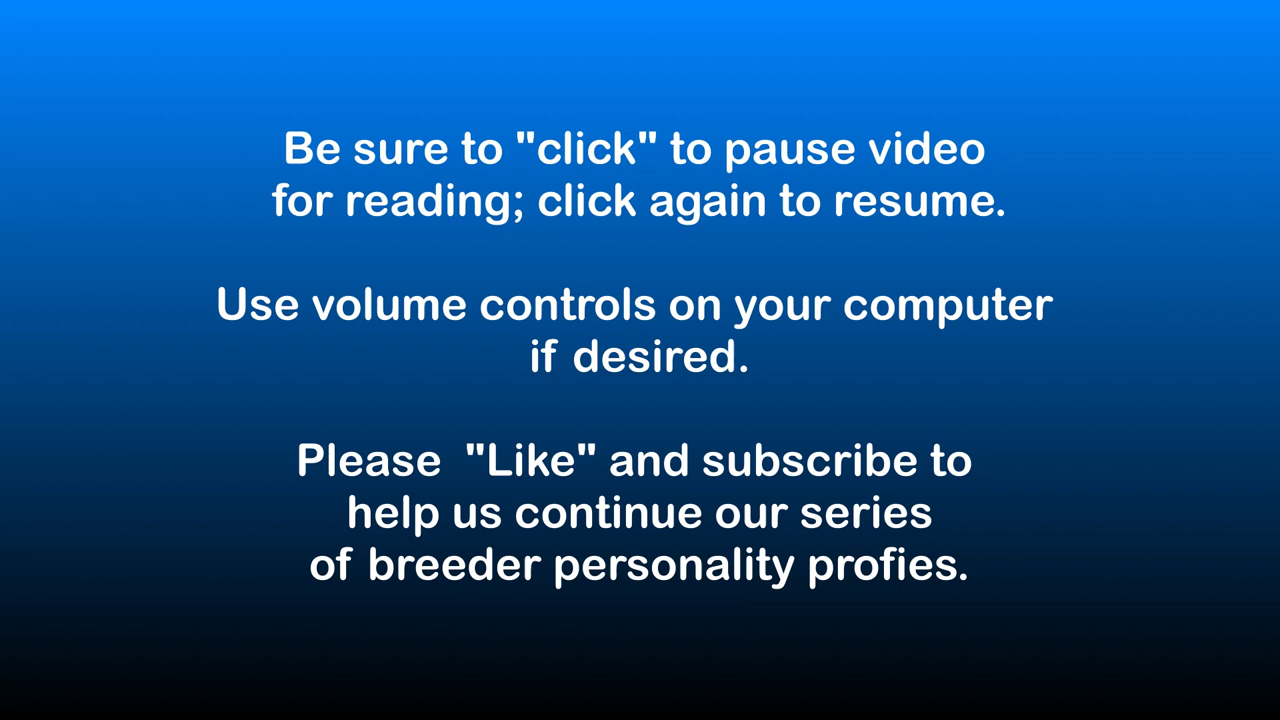 Be sure to "click" to pause video
for reading; click again to resume.
Use volume controls on your computer
if desired.
Please "Like" and subscribe to
help us continue our series
of breeder personality profies.